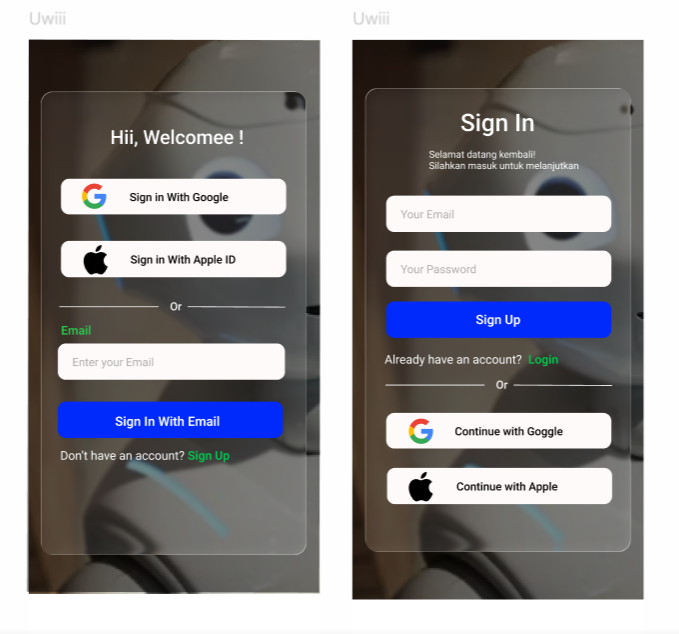 Uwiii
Hii, Welcomee !
Sign in With Google
Sign in With Apple ID
Or
Email
Enter your Email
Sign In With Email
Don't have an account? Sign Up
Uwiii
Sign In
Selamat datang kembali!
Silahkan masuk untuk melanjutkan
Your Email
Your Password
Sign Up
Already have an account? Login
Or
Continue with Goggle
Continue with Apple